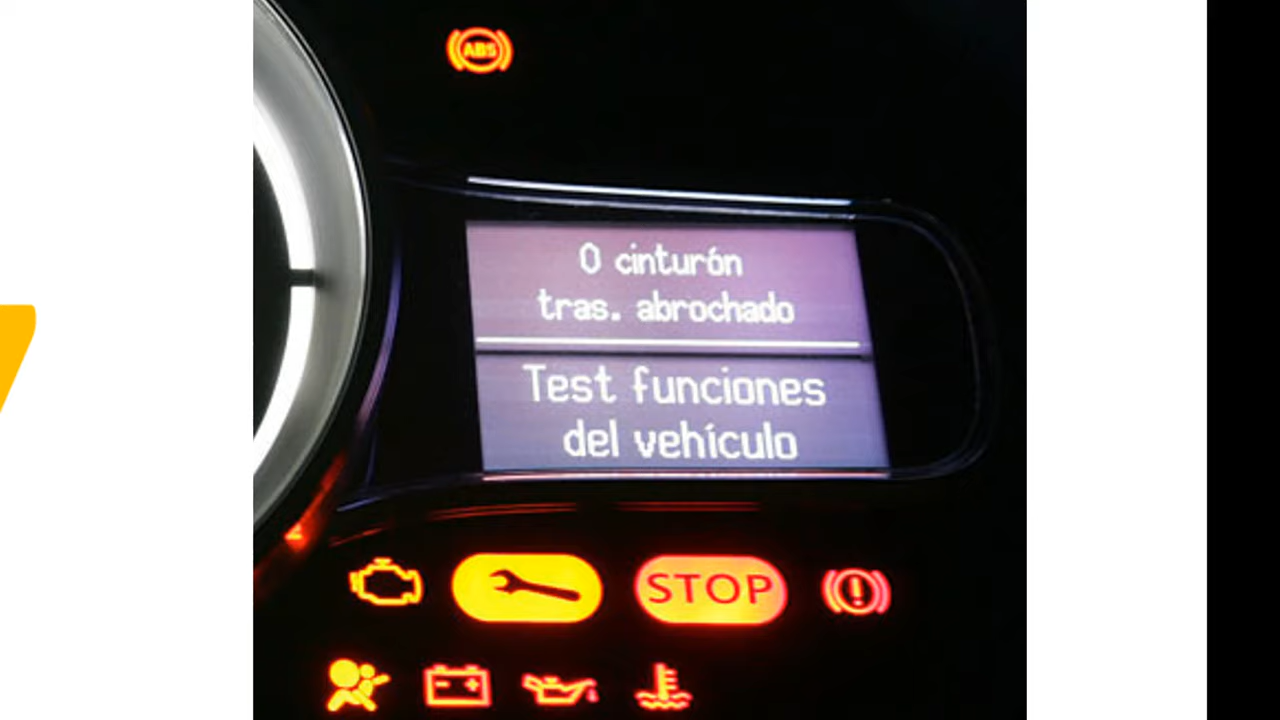 ABS
0 cinturón
tras. abrochado
Test funciones
del vehículo
STOP